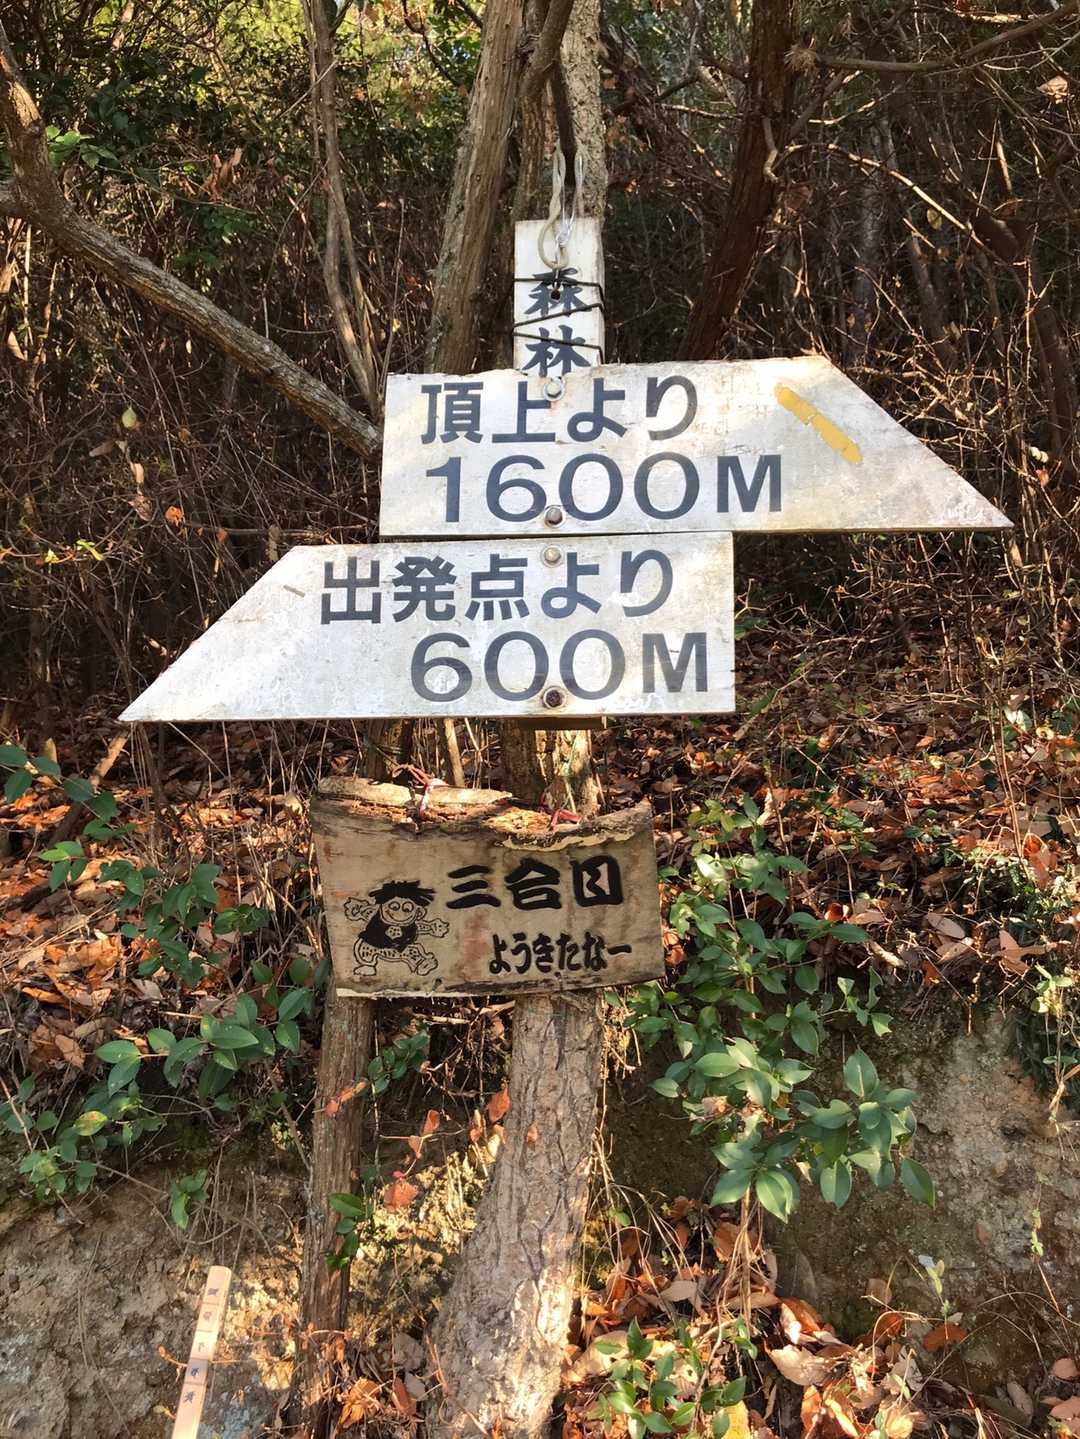 森林
頂上より
1600M
出発点より
600M
三合目
ようきたなー